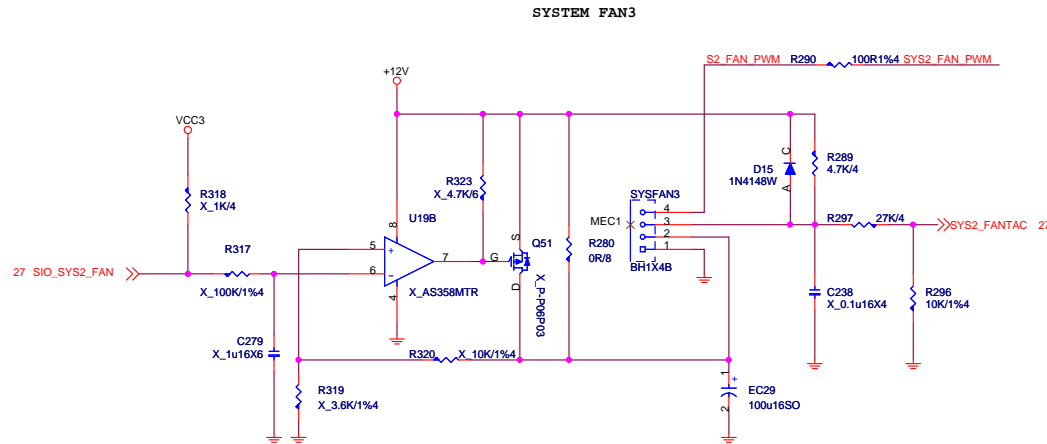 SYSTEM FAN3
S2_FAN_PWM R290 100R1%4 SYS2_FAN_PWM
+12V
VCC3
R318
X_1K/4
R323
X_4.7K/6
D15
1N4148W
C
A
R289
4.7K/4
U19B
8
5
6
7
4
X_AS358MTR
S
G
D
Q51
X_P-P06P03
R280
0R/8
SYSFAN3
MEC1
4
3
2
1
BH1X4B
R297 27K/4
SYS2_FANTAC 27
27 SIO_SYS2_FAN
R317
X_100K/1%4
C238
X_0.1u16X4
R296
10K/1%4
C279
X_1u16X6
R320 X_10K/1%4
R319
X_3.6K/1%4
1
+
2
EC29
100u16SO